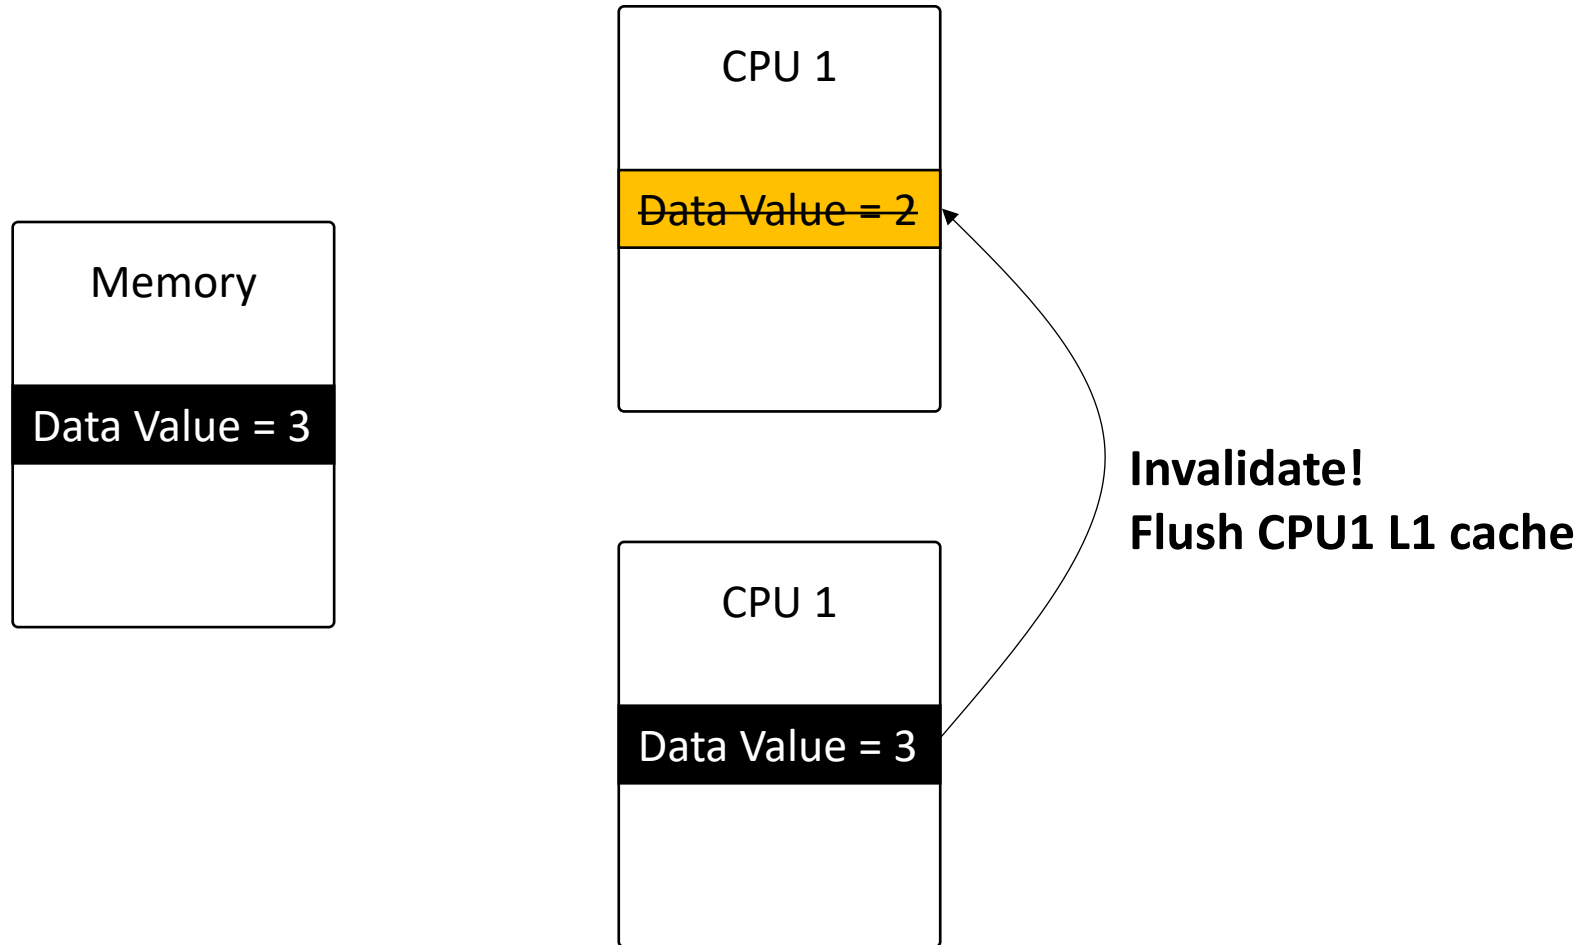 CPU 1
Data Value = 2
Memory
Data Value = 3
Invalidate!
Flush CPU1 L1 cache
CPU 1
Data Value = 3